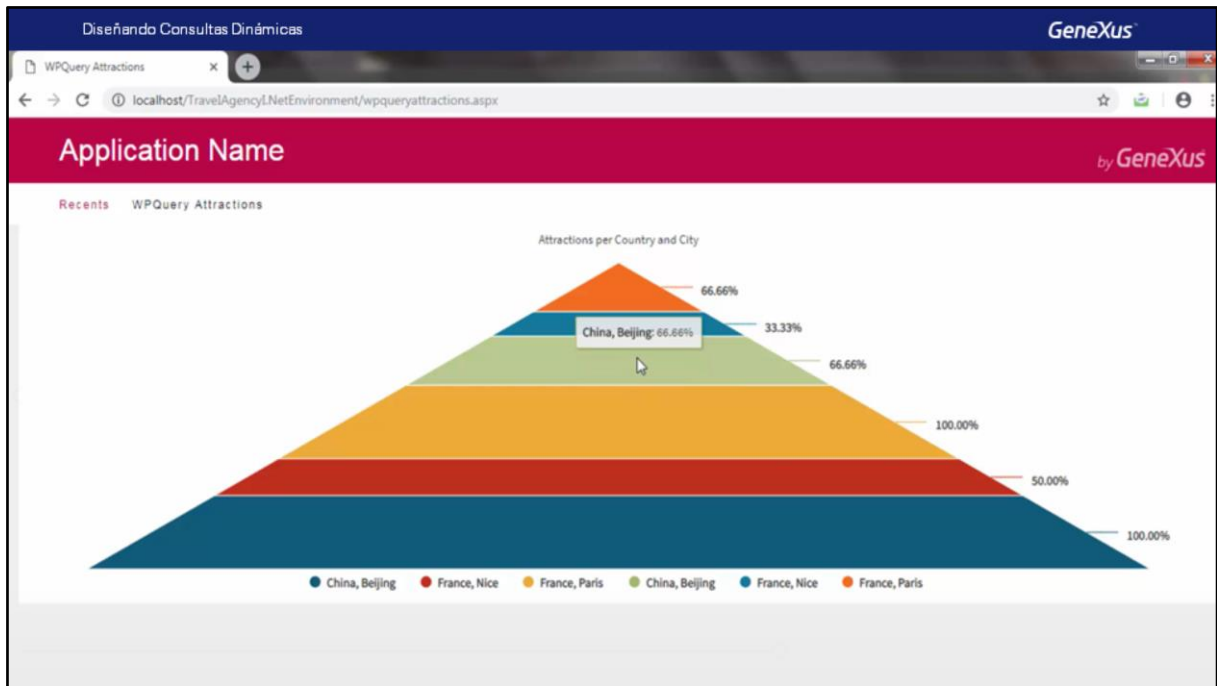 Diseñando Consultas Dinámicas GeneXus™
WPQuery Attractions
localhost/TravelAgencyI.NetEnvironment/wpqueryattractions.aspx
Application Name by GeneXus
Recents WPQuery Attractions
Attractions per Country and City
66.66%
33.33%
China, Beijing: 66.66%
66.66%
100.00%
50.00%
100.00%
China, Beijing France, Nice France, Paris China, Beijing France, Nice France, Paris